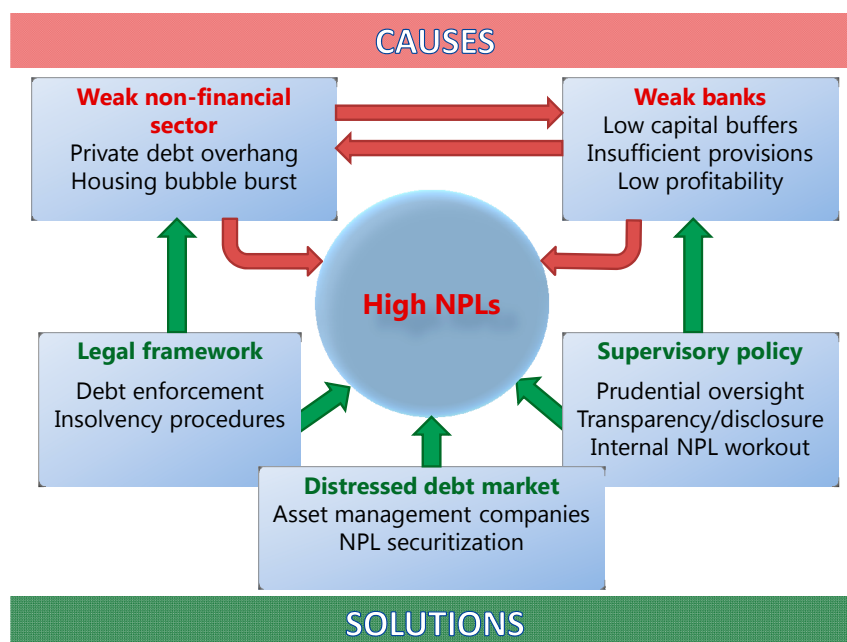 CAUSES
Weak non-financial
sector
Private debt overhang
Housing bubble burst
Weak banks
Low capital buffers
Insufficient provisions
Low profitability
High NPLs
Legal framework
Debt enforcement
Insolvency procedures
Supervisory policy
Prudential oversight
Transparency/disclosure
Internal NPL workout
Distressed debt market
Asset management companies
NPL securitization
SOLUTIONS